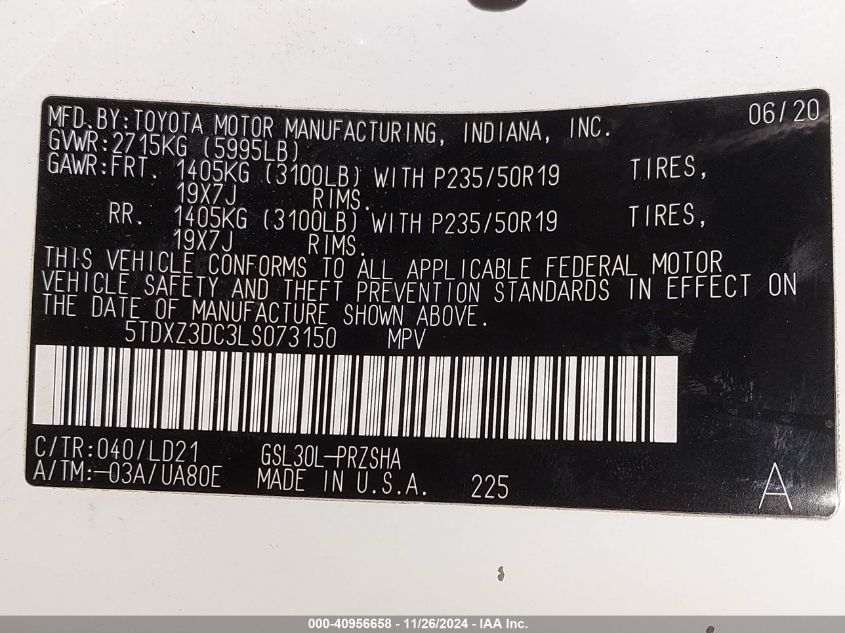 MFD.BY:TOYOTA MOTOR MANUFACTURING, INDIANA, INC. 06/20
GVWR:2715KG (5995LB)
GAWR:FRT. 1405KG (3100LB) WITH P235/50R19 TIRES,
19X7J RIMS.
RR. 1405KG (3100LB) WITH P235/50R19 TIRES,
19X7J RIMS.
THIS VEHICLE CONFORMS TO ALL APPLICABLE FEDERAL MOTOR
VEHICLE SAFETY AND THEFT PREVENTION STANDARDS IN EFFECT ON
THE DATE OF MANUFACTURE SHOWN ABOVE.
5TDXZ3DC3LS073150 MPV
C/TR:040/LD21 GSL30L-PRZSHA
A/TM:-03A/UA80E MADE IN U.S.A. 225 A
000-40956658 - 11/26/2024 - IAA Inc.